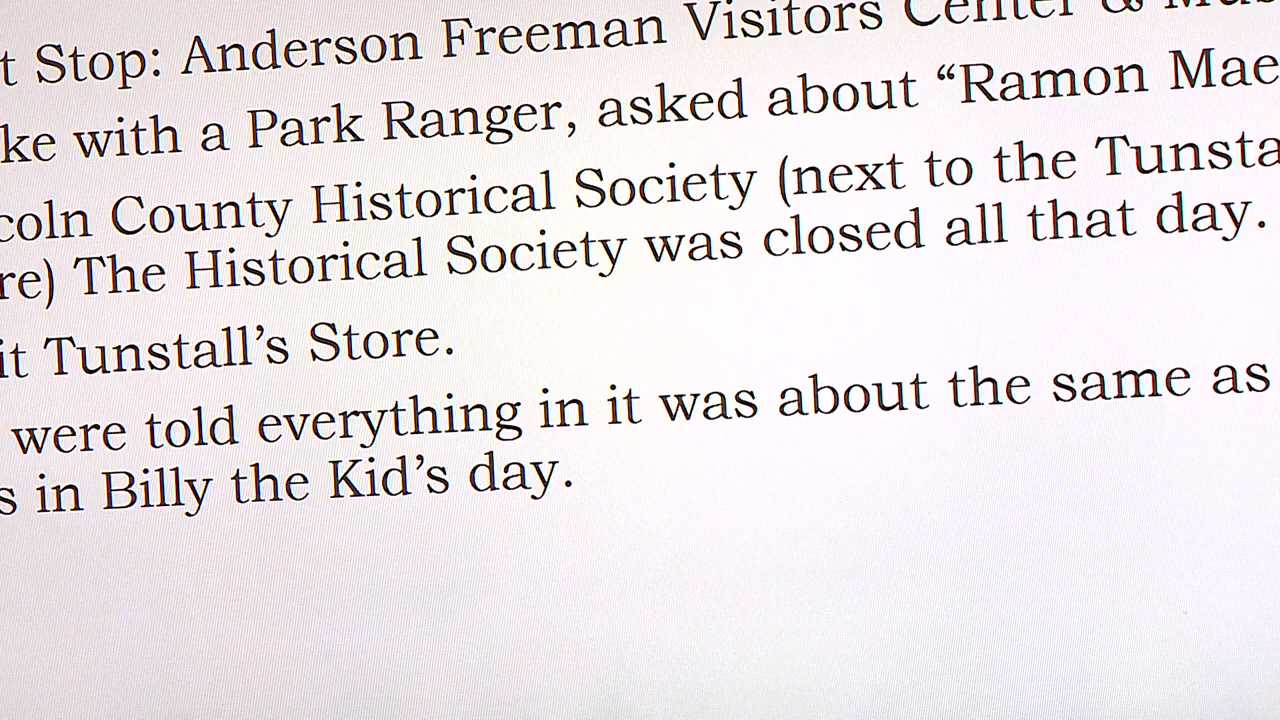 t Stop: Anderson Freeman Visitors Center &
ke with a Park Ranger, asked about “Ramon Mae
coln County Historical Society (next to the Tunsta
re) The Historical Society was closed all that day.
it Tunstall’s Store.
were told everything in it was about the same as
s in Billy the Kid’s day.